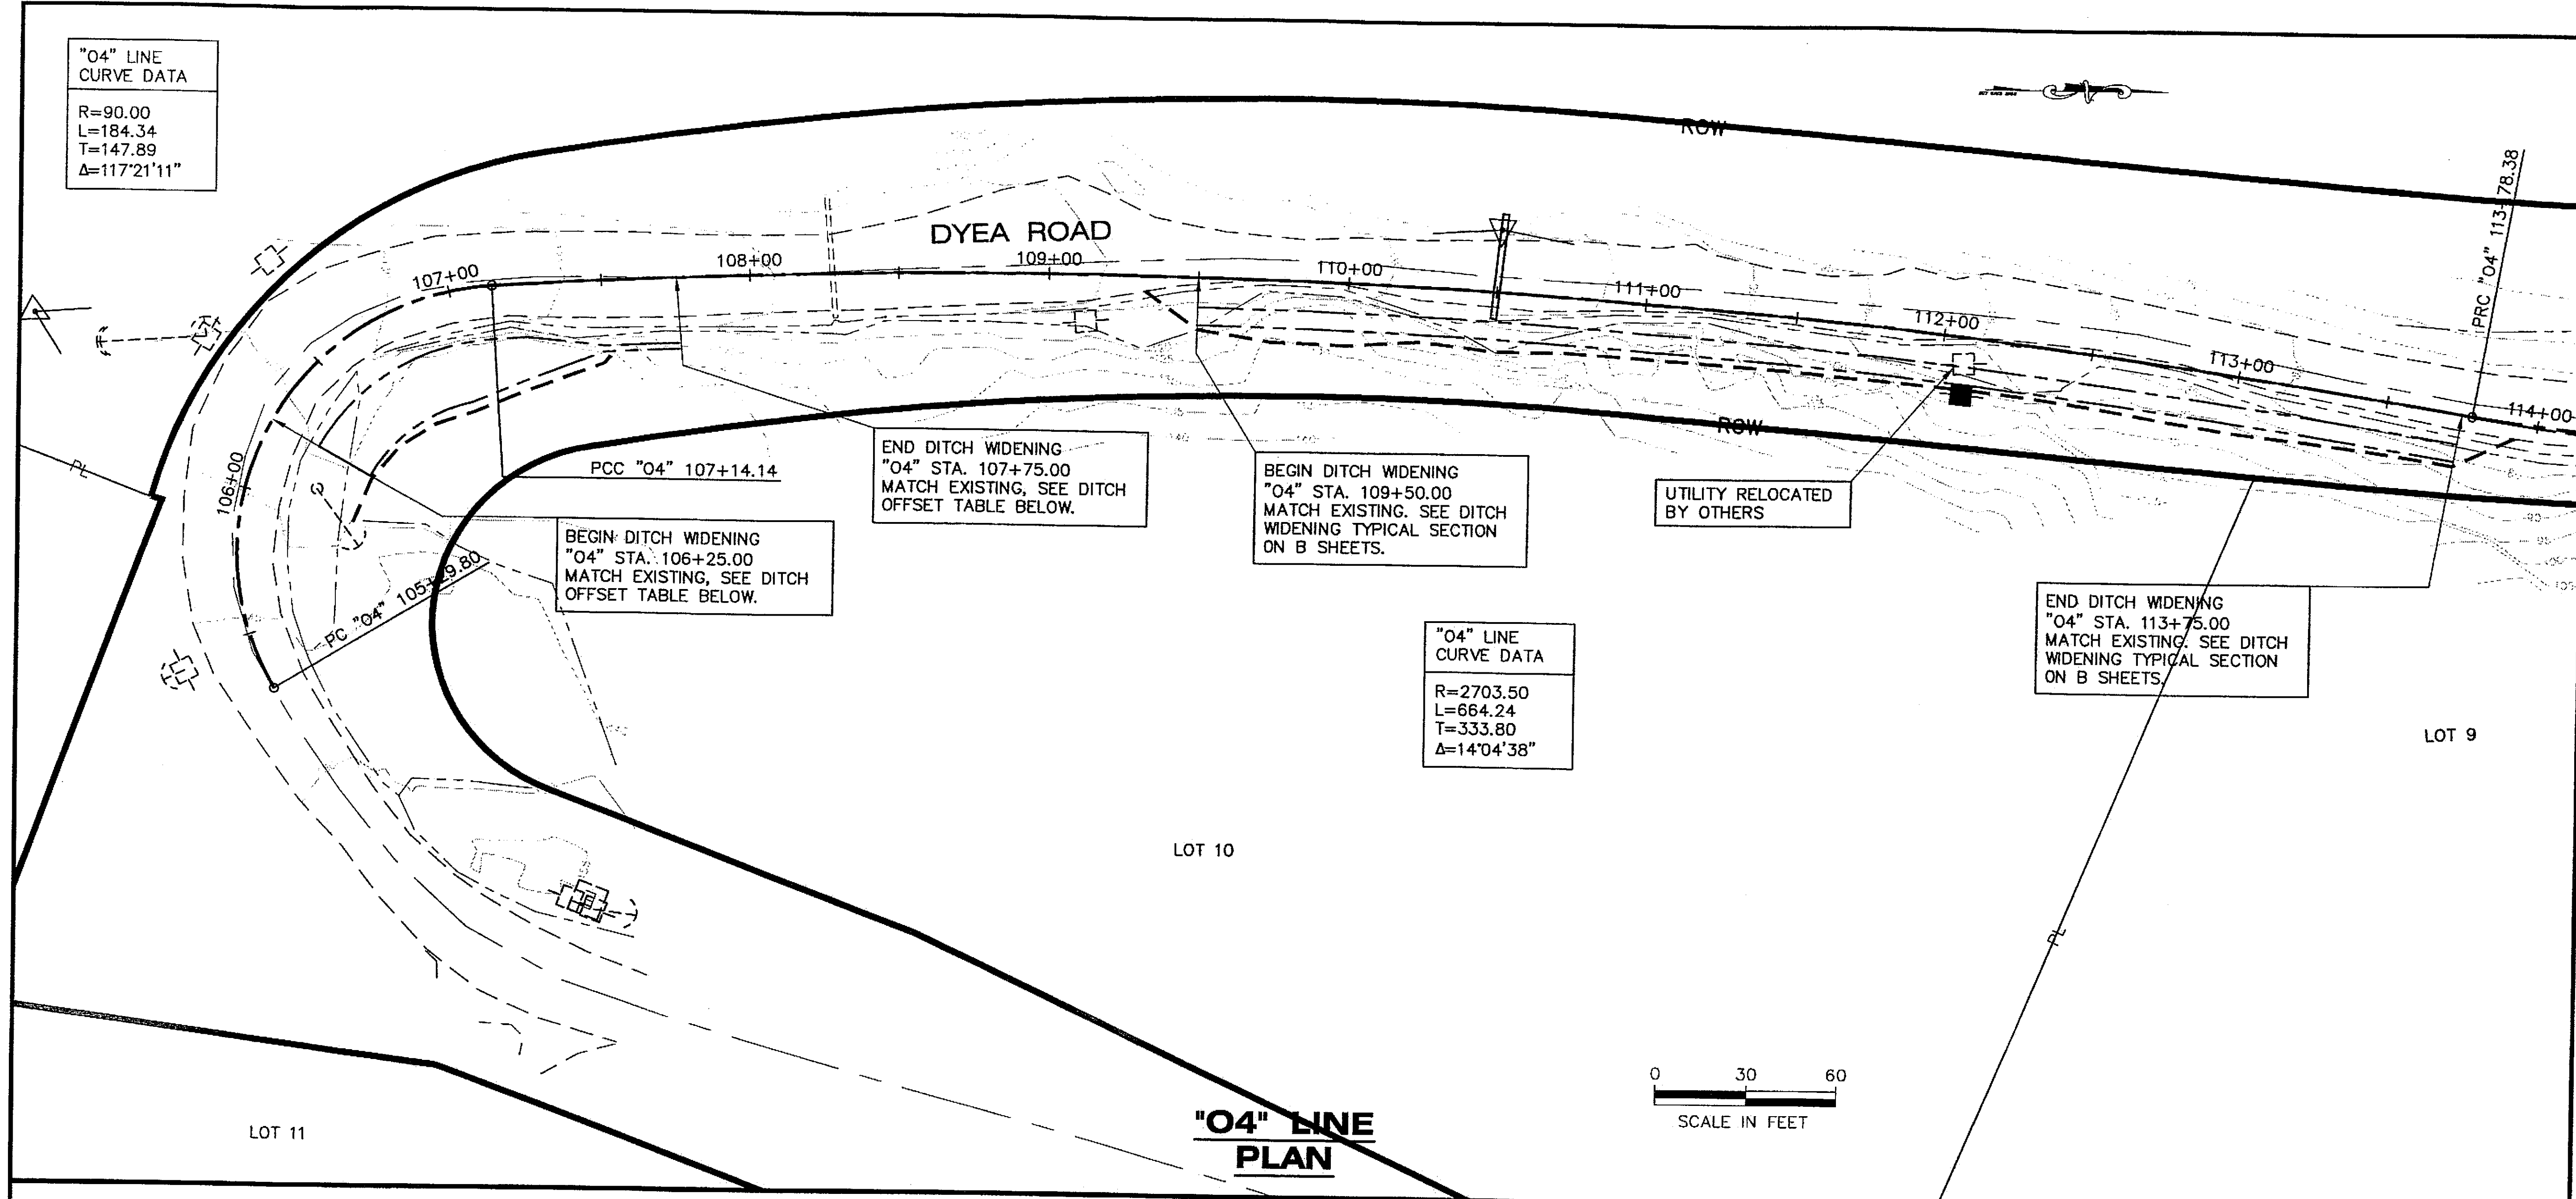 "O4" LINE
CURVE DATA
R=90.00
L=184.34
T=147.89
Δ=117°21'11"
ROW
PRC "O4" 113+78.38
DYEA ROAD
107+00
108+00
109+00
110+00
111+00
112+00
113+00
114+00
ROW
PL
106+00
PCC "O4" 107+14.14
END DITCH WIDENING
"O4" STA. 107+75.00
MATCH EXISTING, SEE DITCH
OFFSET TABLE BELOW.
BEGIN DITCH WIDENING
"O4" STA. 109+50.00
MATCH EXISTING. SEE DITCH
WIDENING TYPICAL SECTION
ON B SHEETS.
UTILITY RELOCATED
BY OTHERS
BEGIN DITCH WIDENING
"O4" STA. 106+25.00
MATCH EXISTING, SEE DITCH
OFFSET TABLE BELOW.
PC "O4" 105+29.80
END DITCH WIDENING
"O4" STA. 113+75.00
MATCH EXISTING. SEE DITCH
WIDENING TYPICAL SECTION
ON B SHEETS.
"O4" LINE
CURVE DATA
R=2703.50
L=664.24
T=333.80
Δ=14°04'38"
LOT 9
LOT 10
PL
0 30 60
SCALE IN FEET
LOT 11
"O4" LINE
PLAN